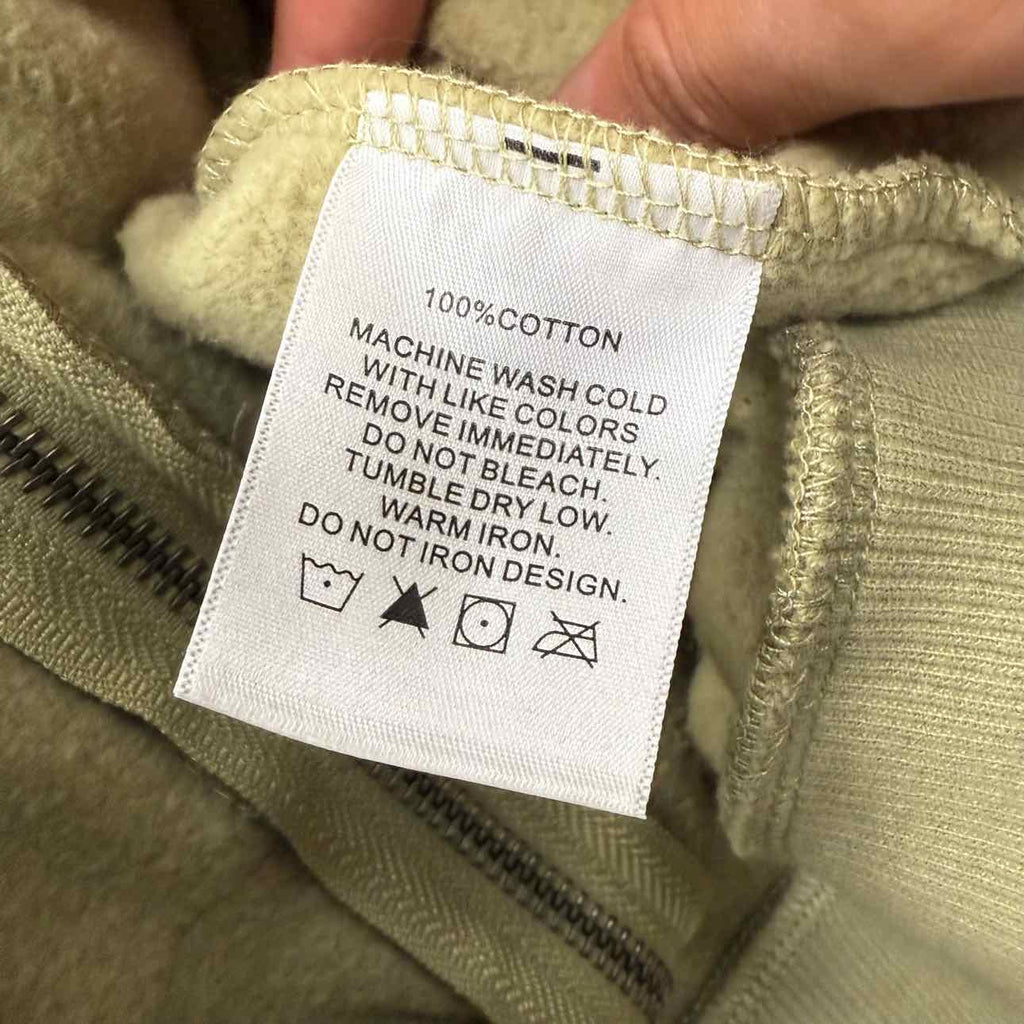 100%COTTON
MACHINE WASH COLD
WITH LIKE COLORS
REMOVE IMMEDIATELY.
DO NOT BLEACH.
TUMBLE DRY LOW.
WARM IRON.
DO NOT IRON DESIGN.